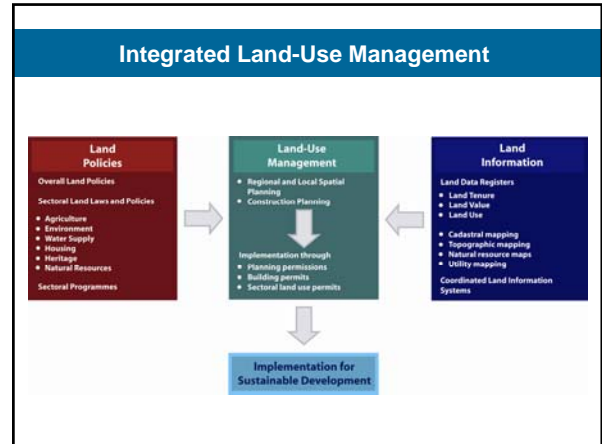 Integrated Land-Use Management
Land
Policies
Overall Land Policies
Sectoral Land Laws and Policies
• Agriculture
• Environment
• Water Supply
• Housing
• Heritage
• Natural Resources
Sectoral Programmes
Land-Use
Management
• Regional and Local Spatial
Planning
• Construction Planning
Implementation through
• Planning permissions
• Building permits
• Sectoral land use permits
Land
Information
Land Data Registers
• Land Tenure
• Land Value
• Land Use
• Cadastral mapping
• Topographic mapping
• Natural resource maps
• Utility mapping
Coordinated Land Information
Systems
Implementation for
Sustainable Development